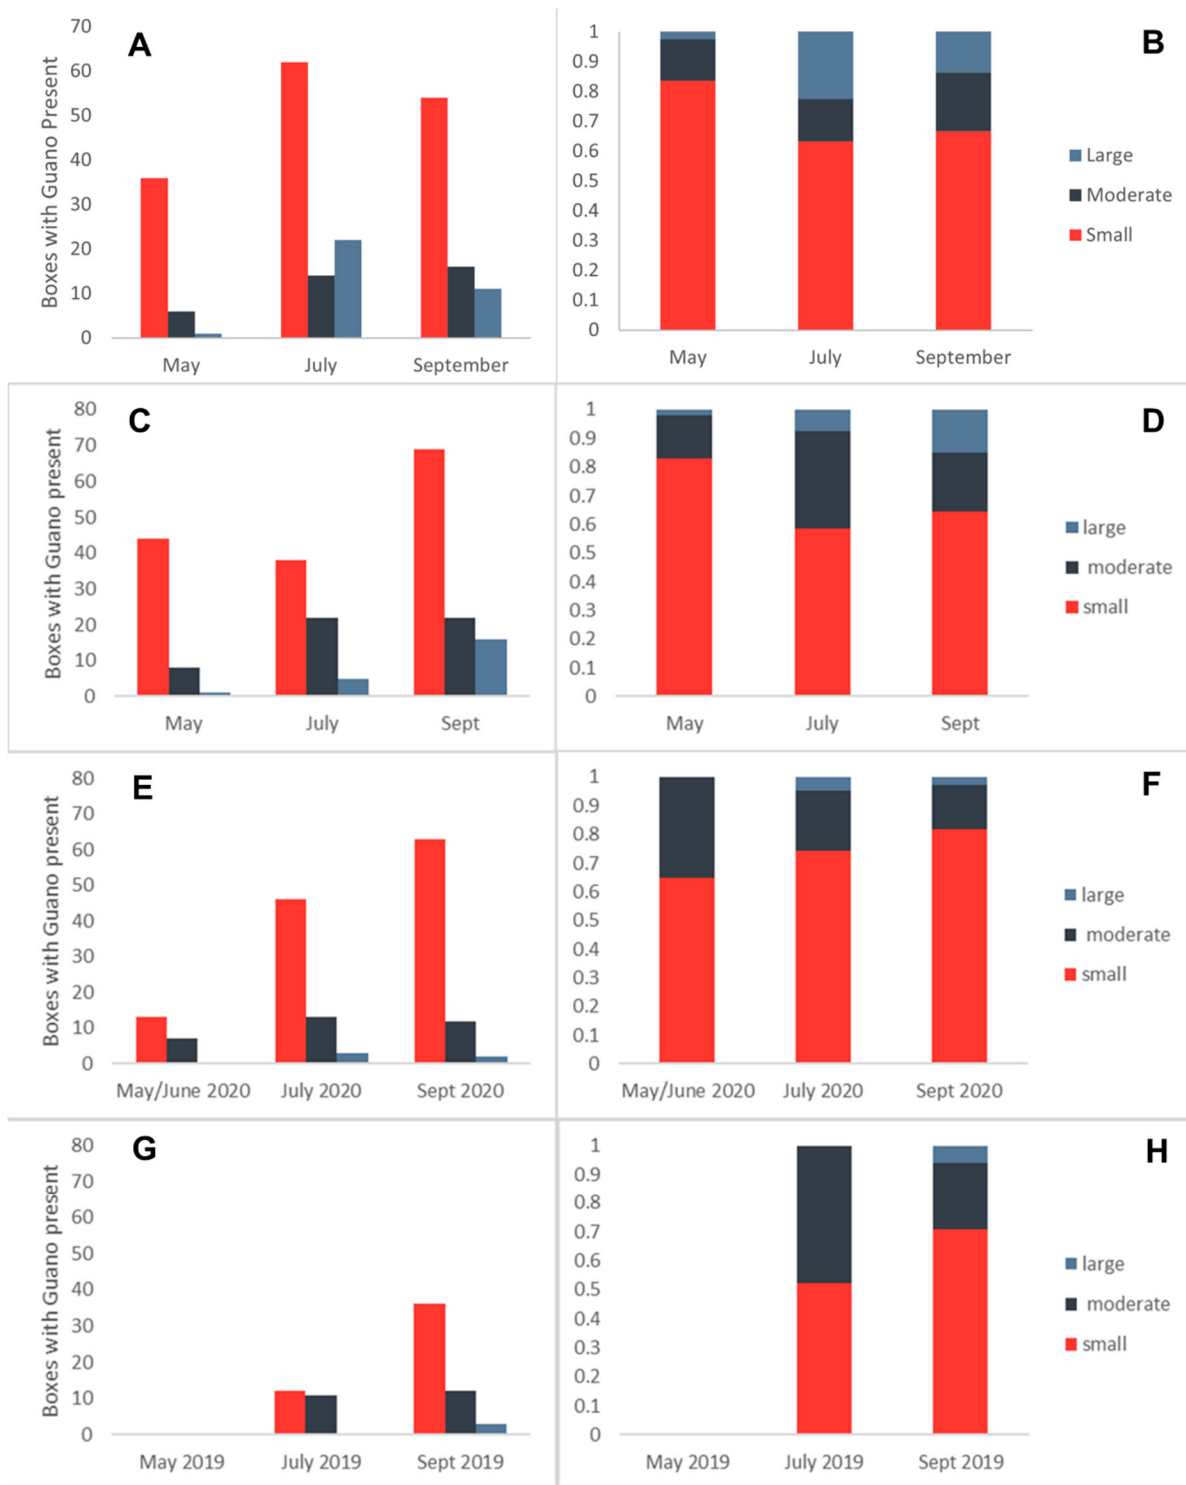 A
Boxes with Guano Present
70
60
50
40
30
20
10
0
May
July
September
B
1
0.9
0.8
0.7
0.6
0.5
0.4
0.3
0.2
0.1
0
May
July
September
Large
Moderate
Small
C
Boxes with Guano present
80
70
60
50
40
30
20
10
0
May
July
Sept
D
1
0.9
0.8
0.7
0.6
0.5
0.4
0.3
0.2
0.1
0
May
July
Sept
large
moderate
small
E
Boxes with Guano present
80
70
60
50
40
30
20
10
0
May/June 2020
July 2020
Sept 2020
F
1
0.9
0.8
0.7
0.6
0.5
0.4
0.3
0.2
0.1
0
May/June 2020
July 2020
Sept 2020
large
moderate
small
G
Boxes with Guano present
80
70
60
50
40
30
20
10
0
May 2019
July 2019
Sept 2019
H
1
0.9
0.8
0.7
0.6
0.5
0.4
0.3
0.2
0.1
0
May 2019
July 2019
Sept 2019
large
moderate
small